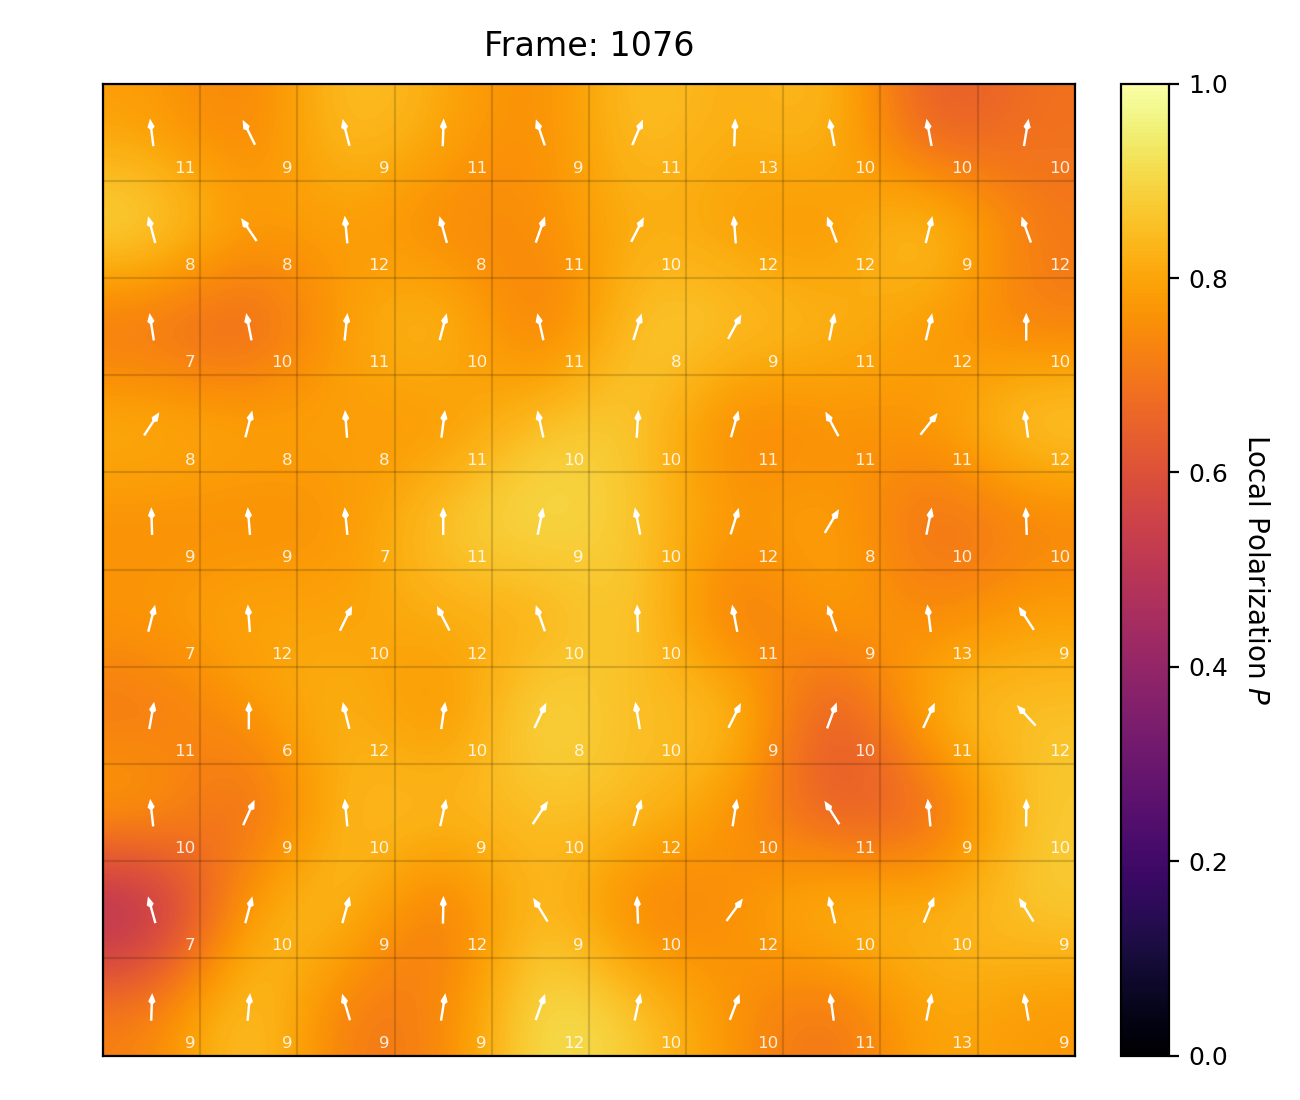 Frame: 1076
11 9 9 11 9 11 13 10 10 10
8 8 12 8 11 10 12 12 9 12
7 10 11 10 11 8 9 11 12 10
8 8 8 11 10 10 11 11 11 12
9 9 7 11 9 10 12 8 10 10
7 12 10 12 10 10 11 9 13 9
11 6 12 10 8 10 9 10 11 12
10 9 10 9 10 12 10 11 9 10
7 10 9 12 9 10 12 10 10 9
9 9 9 9 12 10 10 11 13 9
1.0
0.8
0.6
0.4
0.2
0.0
Local Polarization P